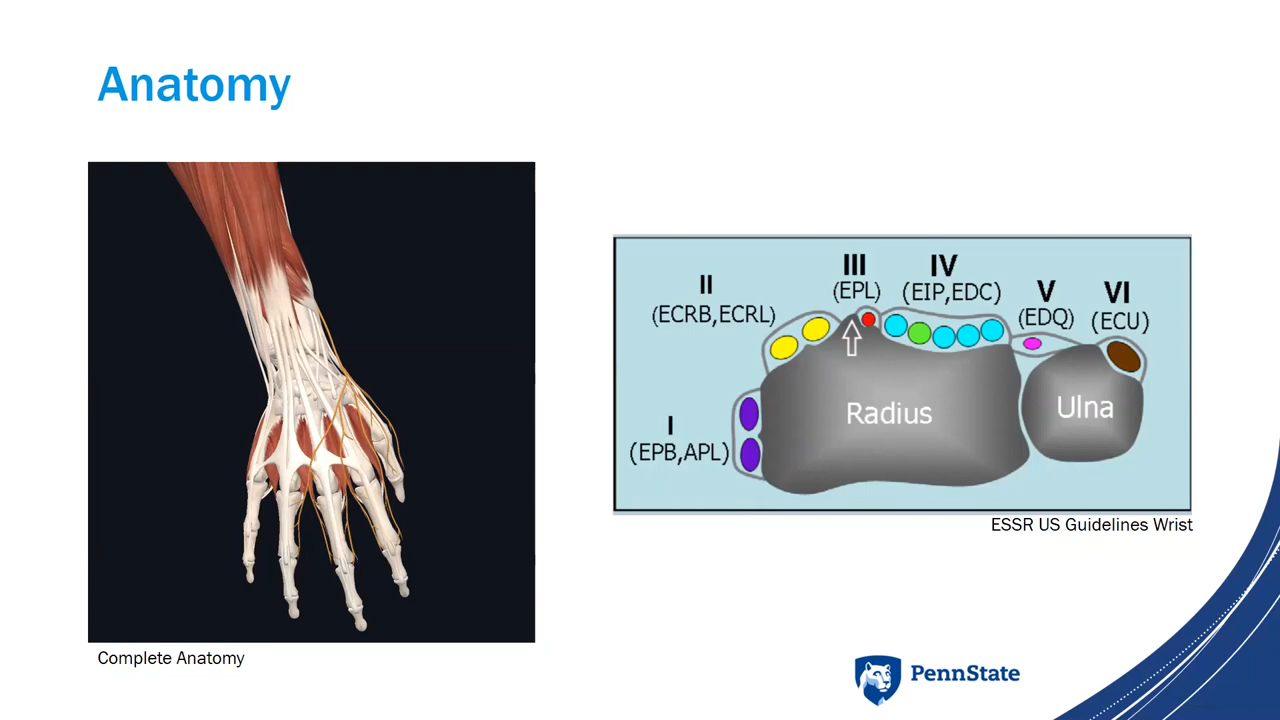 Anatomy
II
(ECRB,ECRL)
III
(EPL)
IV
(EIP,EDC)
V
(EDQ)
VI
(ECU)
I
(EPB,APL)
Radius
Ulna
ESSR US Guidelines Wrist
Complete Anatomy
PennState